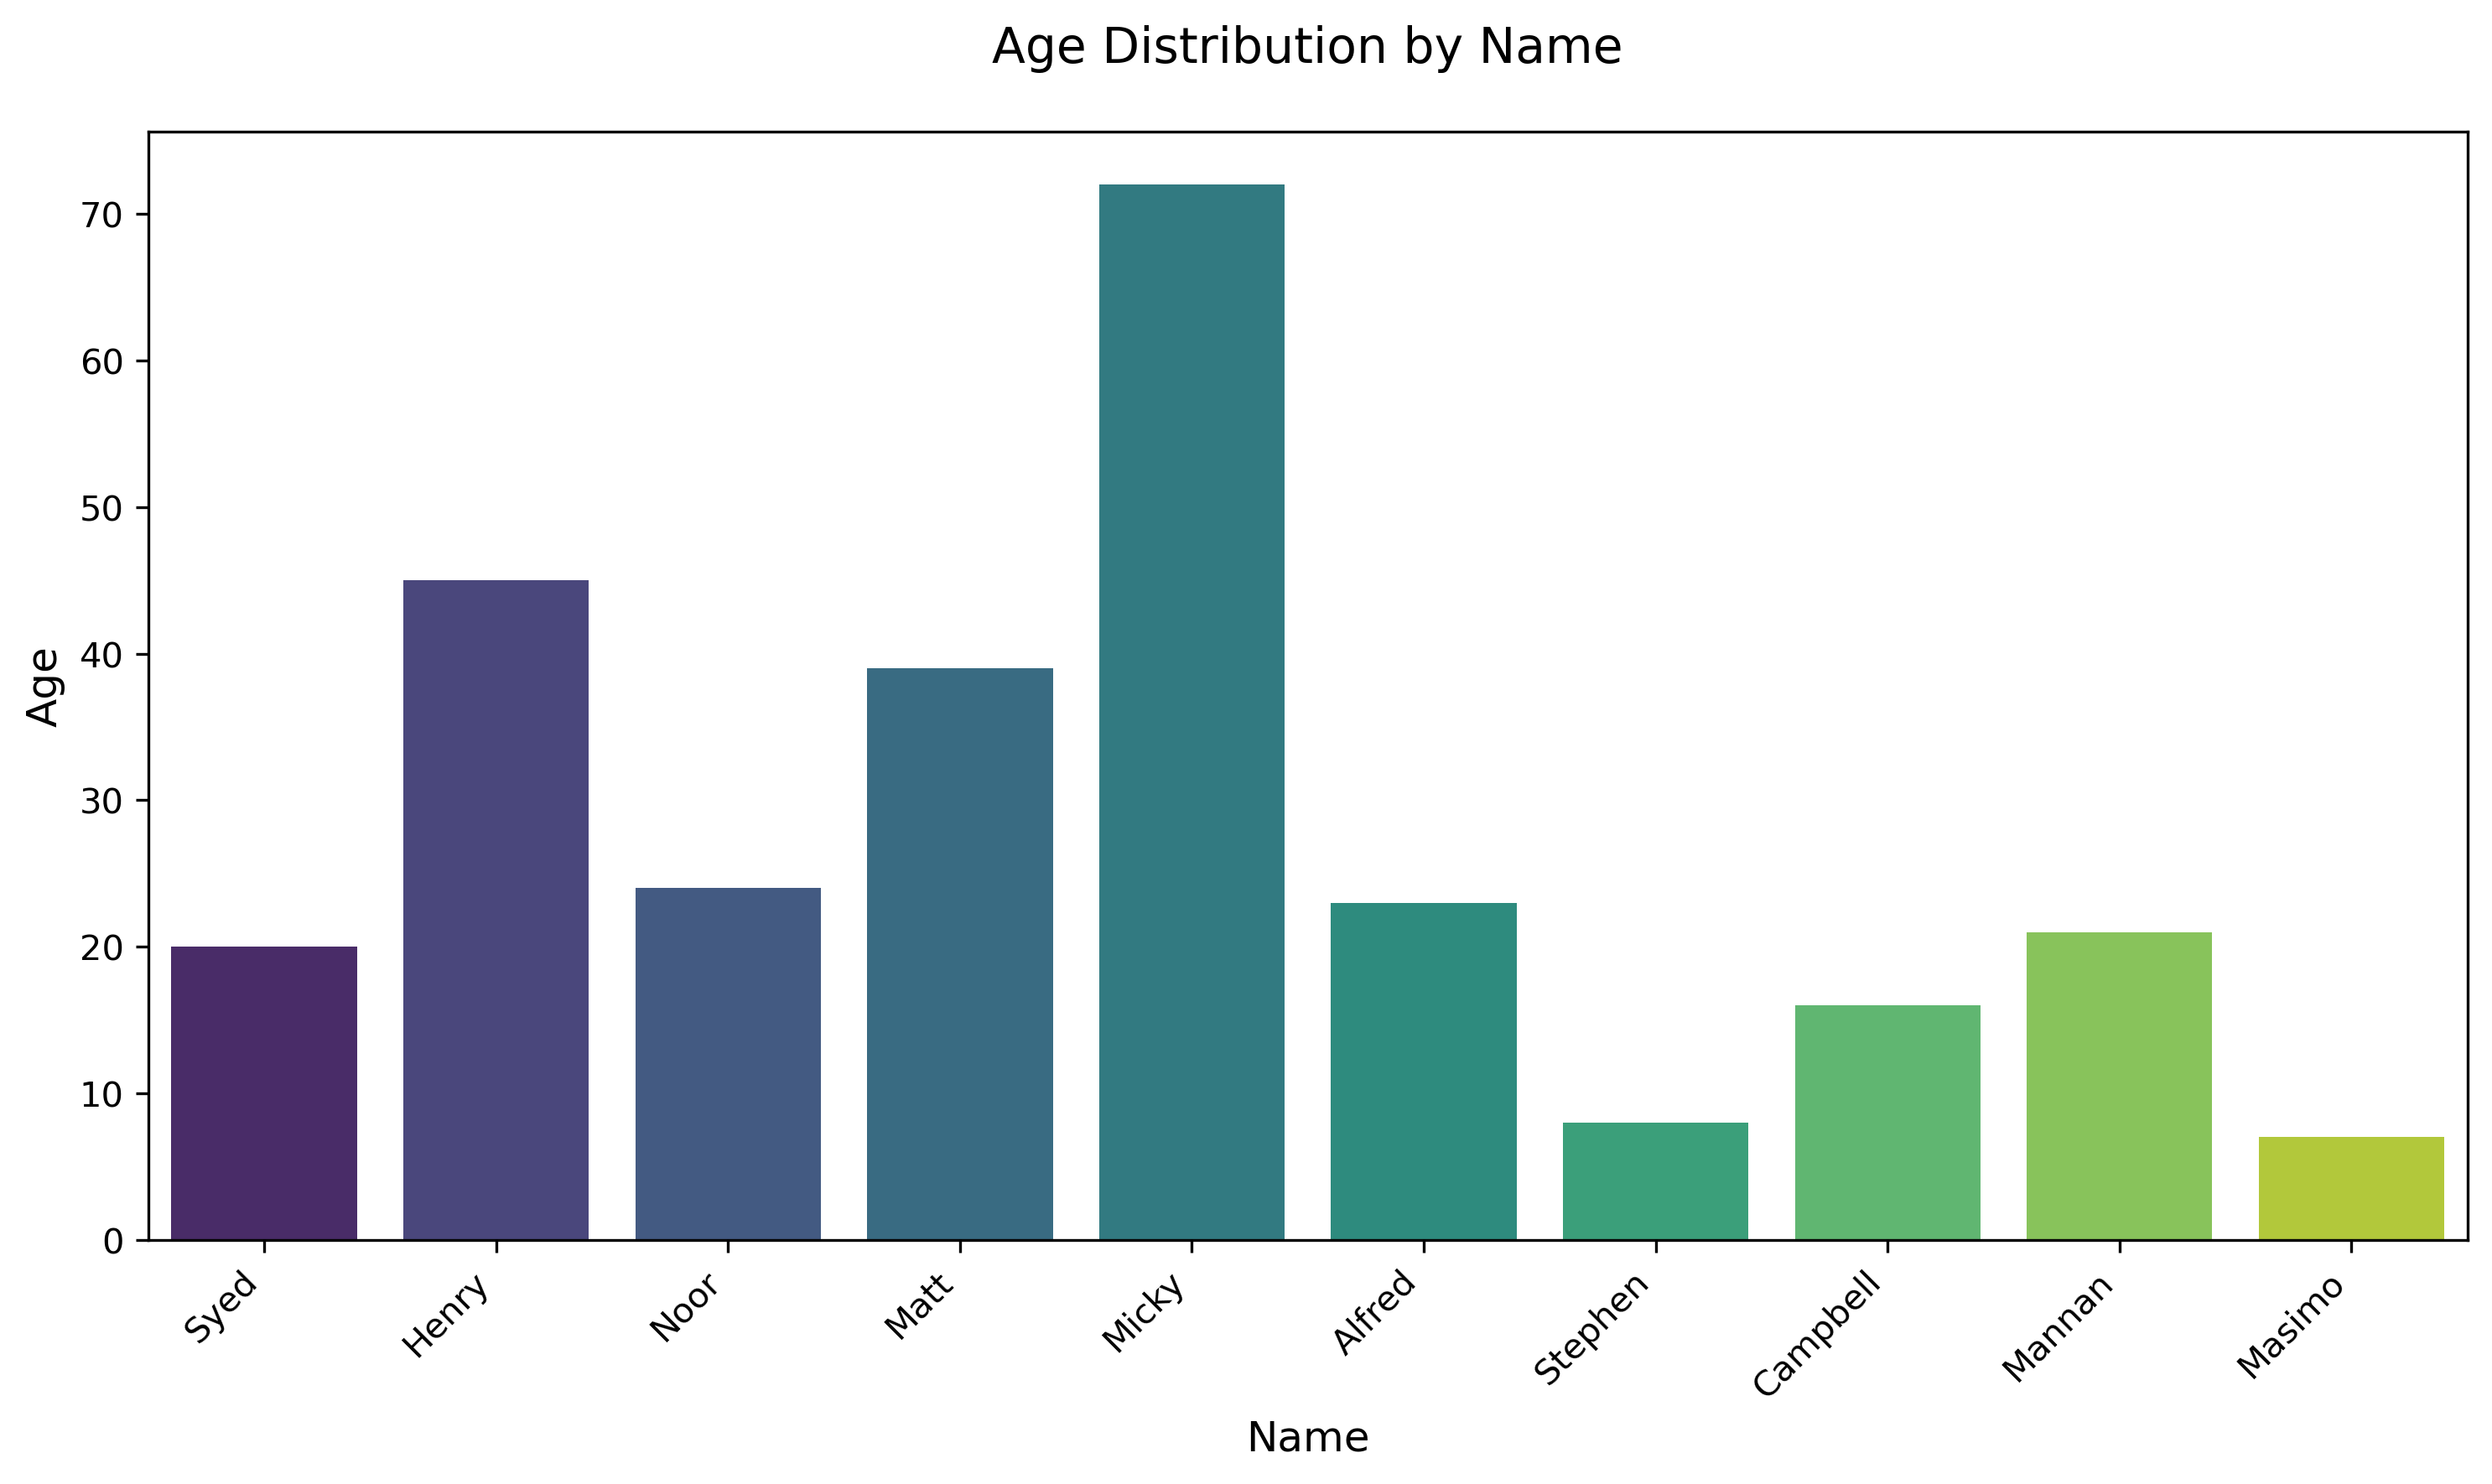 Age Distribution by Name
Age
70
60
50
40
30
20
10
0
Syed
Henry
Noor
Matt
Micky
Alfred
Stephen
Campbell
Mannan
Masimo
Name